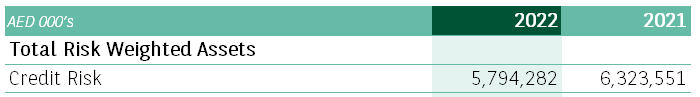 AED 000's 2022 2021
Total Risk Weighted Assets
Credit Risk 5,794,282 6,323,551